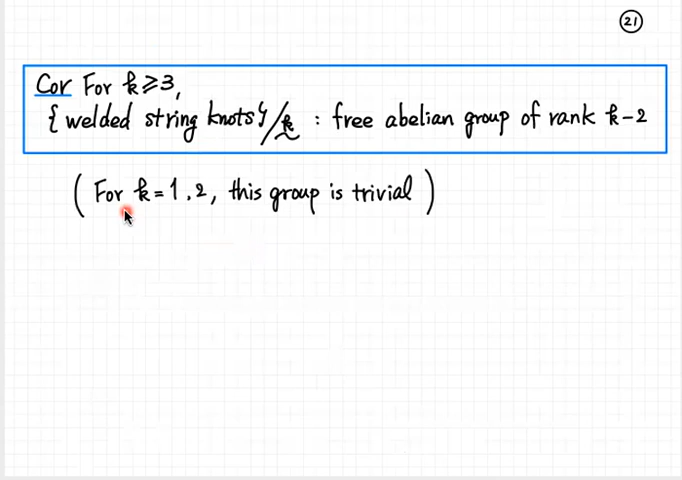 ㉑
Cor For k≥3,
{ welded string knots }/k~ : free abelian group of rank k-2
( For k = 1, 2, this group is trivial )